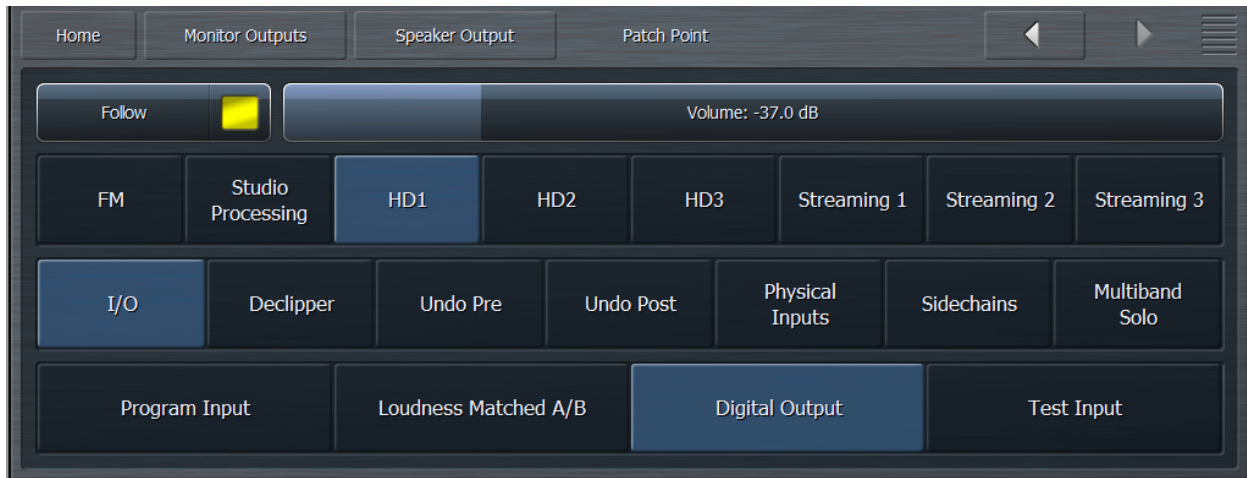 Home Monitor Outputs Speaker Output Patch Point
Follow Volume: -37.0 dB
FM Studio Processing HD1 HD2 HD3 Streaming 1 Streaming 2 Streaming 3
I/O Declipper Undo Pre Undo Post Physical Inputs Sidechains Multiband Solo
Program Input Loudness Matched A/B Digital Output Test Input